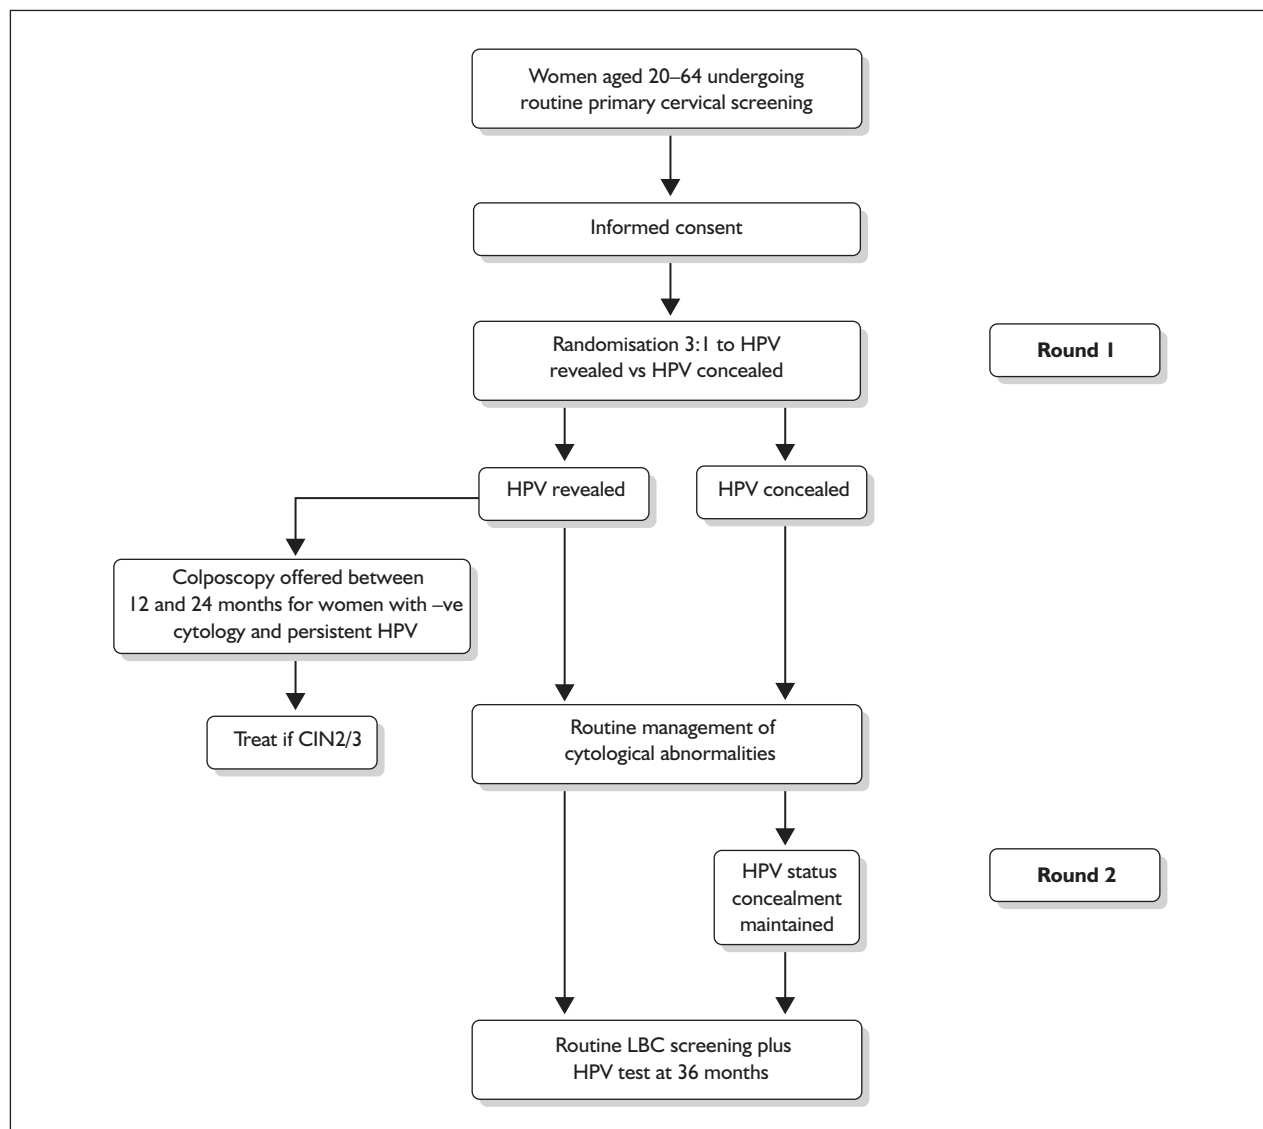 Women aged 20–64 undergoing
routine primary cervical screening
Informed consent
Randomisation 3:1 to HPV
revealed vs HPV concealed
Round 1
HPV revealed
HPV concealed
Colposcopy offered between
12 and 24 months for women with –ve
cytology and persistent HPV
Treat if CIN2/3
Routine management of
cytological abnormalities
HPV status
concealment
maintained
Round 2
Routine LBC screening plus
HPV test at 36 months